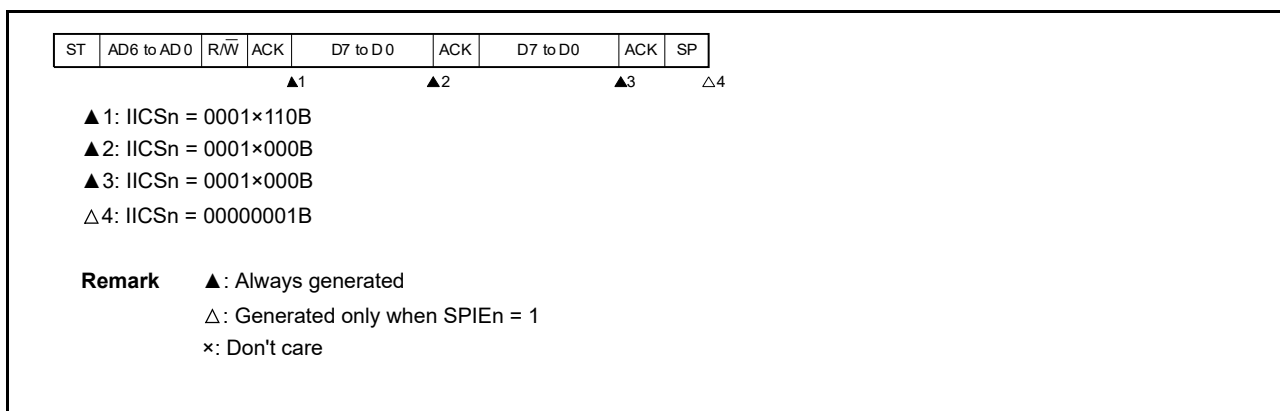 ST AD6 to AD0 R/W̅ ACK D7 to D0 ACK D7 to D0 ACK SP
▲1 ▲2 ▲3 △4
▲1: IICSn = 0001×110B
▲2: IICSn = 0001×000B
▲3: IICSn = 0001×000B
△4: IICSn = 00000001B
Remark ▲: Always generated
△: Generated only when SPIEn = 1
×: Don't care